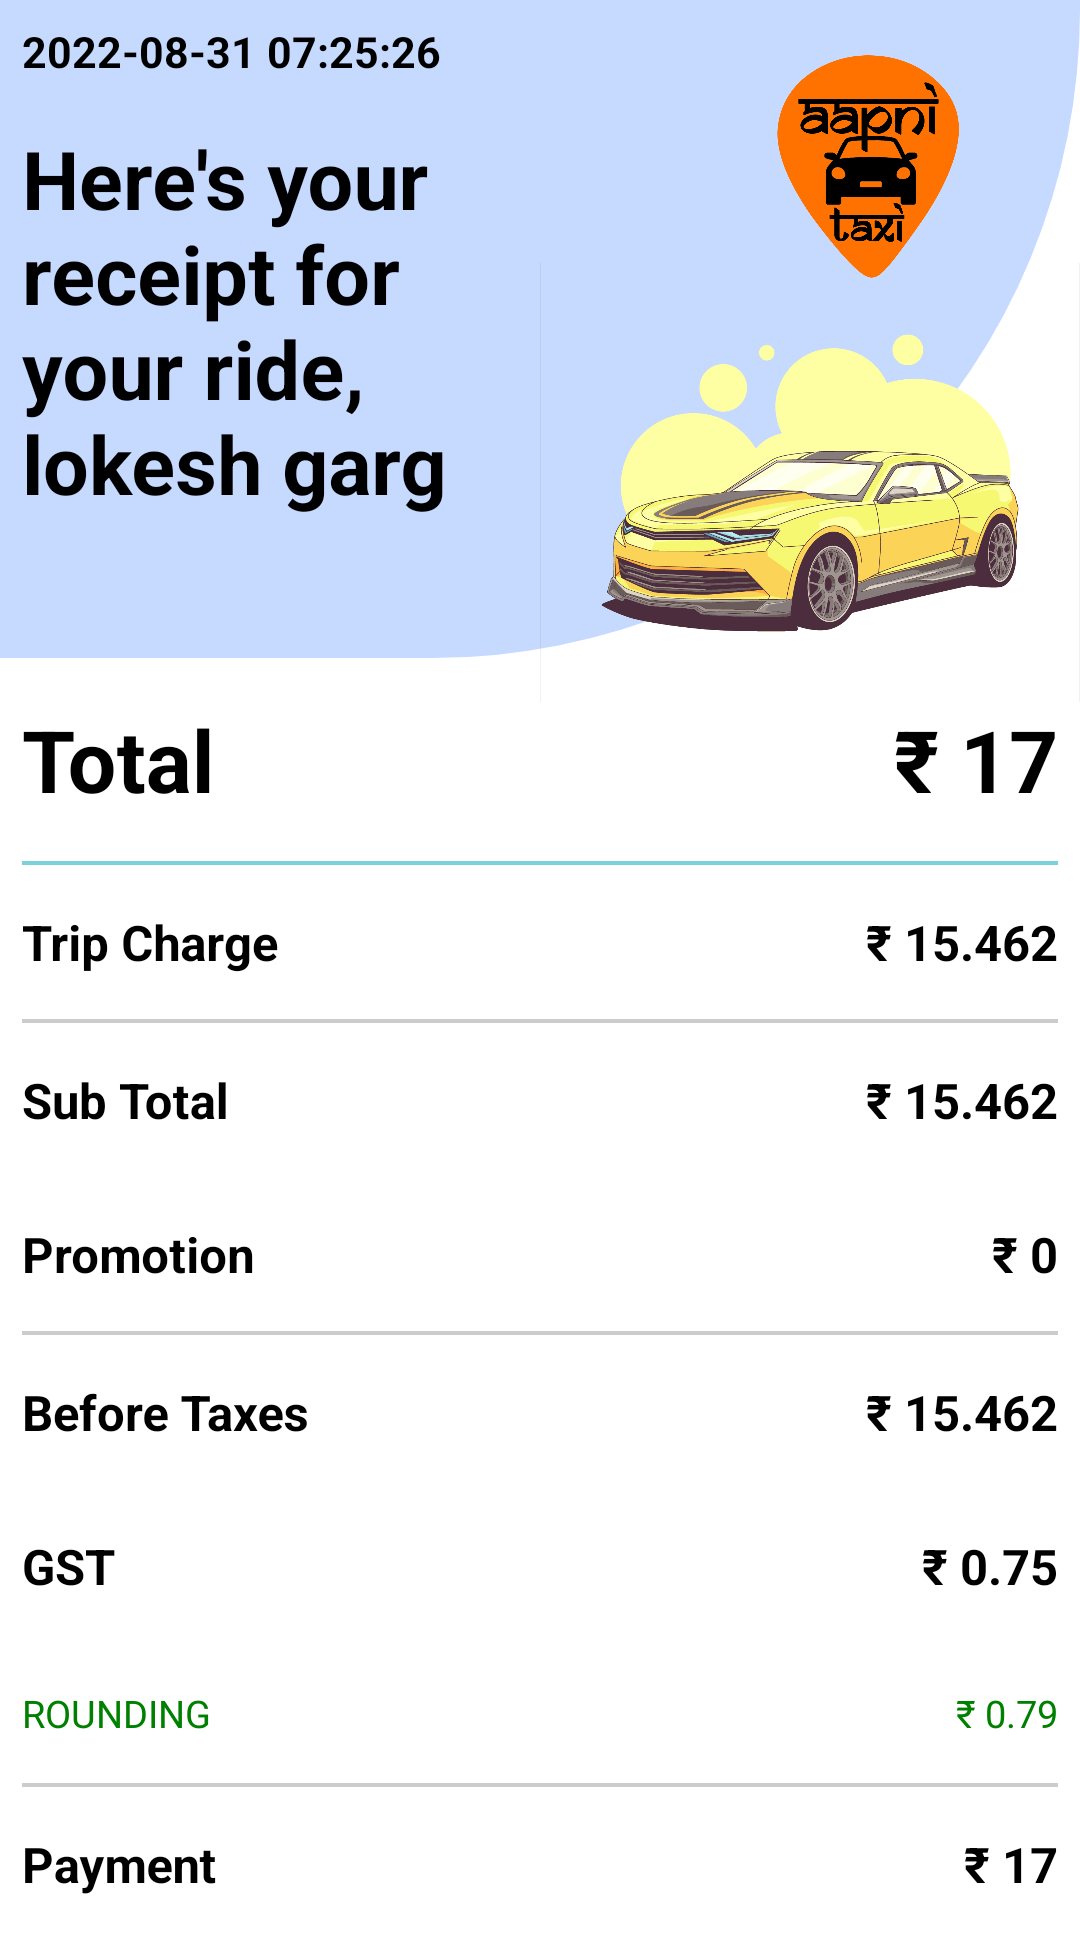 2022-08-31 07:25:26
aapni
taxi
Here's your
receipt for
your ride,
lokesh garg
Total ₹ 17
Trip Charge ₹ 15.462
Sub Total ₹ 15.462
Promotion ₹ 0
Before Taxes ₹ 15.462
GST ₹ 0.75
ROUNDING ₹ 0.79
Payment ₹ 17